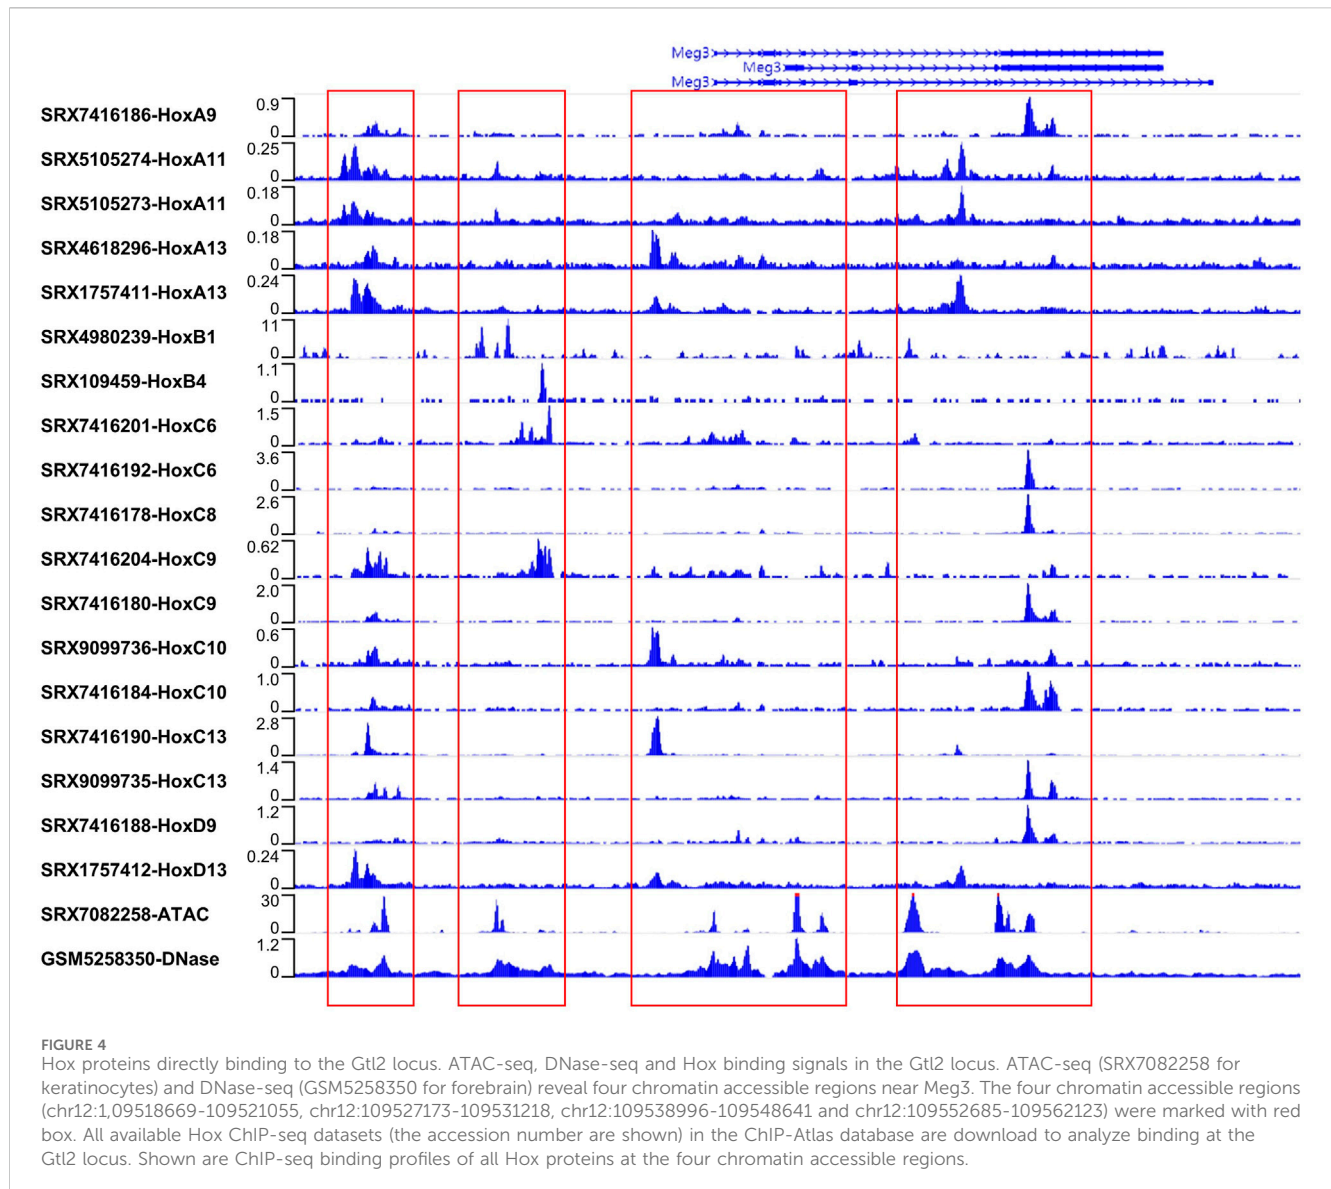 Meg3
Meg3
Meg3
SRX7416186-HoxA9 0.9 0
SRX5105274-HoxA11 0.25 0
SRX5105273-HoxA11 0.18 0
SRX4618296-HoxA13 0.18 0
SRX1757411-HoxA13 0.24 0
SRX4980239-HoxB1 11 0
SRX109459-HoxB4 1.1 0
SRX7416201-HoxC6 1.5 0
SRX7416192-HoxC6 3.6 0
SRX7416178-HoxC8 2.6 0
SRX7416204-HoxC9 0.62 0
SRX7416180-HoxC9 2.0 0
SRX9099736-HoxC10 0.6 0
SRX7416184-HoxC10 1.0 0
SRX7416190-HoxC13 2.8 0
SRX9099735-HoxC13 1.4 0
SRX7416188-HoxD9 1.2 0
SRX1757412-HoxD13 0.24 0
SRX7082258-ATAC 30 0
GSM5258350-DNase 1.2 0
FIGURE 4
Hox proteins directly binding to the Gtl2 locus. ATAC-seq, DNase-seq and Hox binding signals in the Gtl2 locus. ATAC-seq (SRX7082258 for
keratinocytes) and DNase-seq (GSM5258350 for forebrain) reveal four chromatin accessible regions near Meg3. The four chromatin accessible regions
(chr12:1,09518669-109521055, chr12:109527173-109531218, chr12:109538996-109548641 and chr12:109552685-109562123) were marked with red
box. All available Hox ChIP-seq datasets (the accession number are shown) in the ChIP-Atlas database are download to analyze binding at the
Gtl2 locus. Shown are ChIP-seq binding profiles of all Hox proteins at the four chromatin accessible regions.